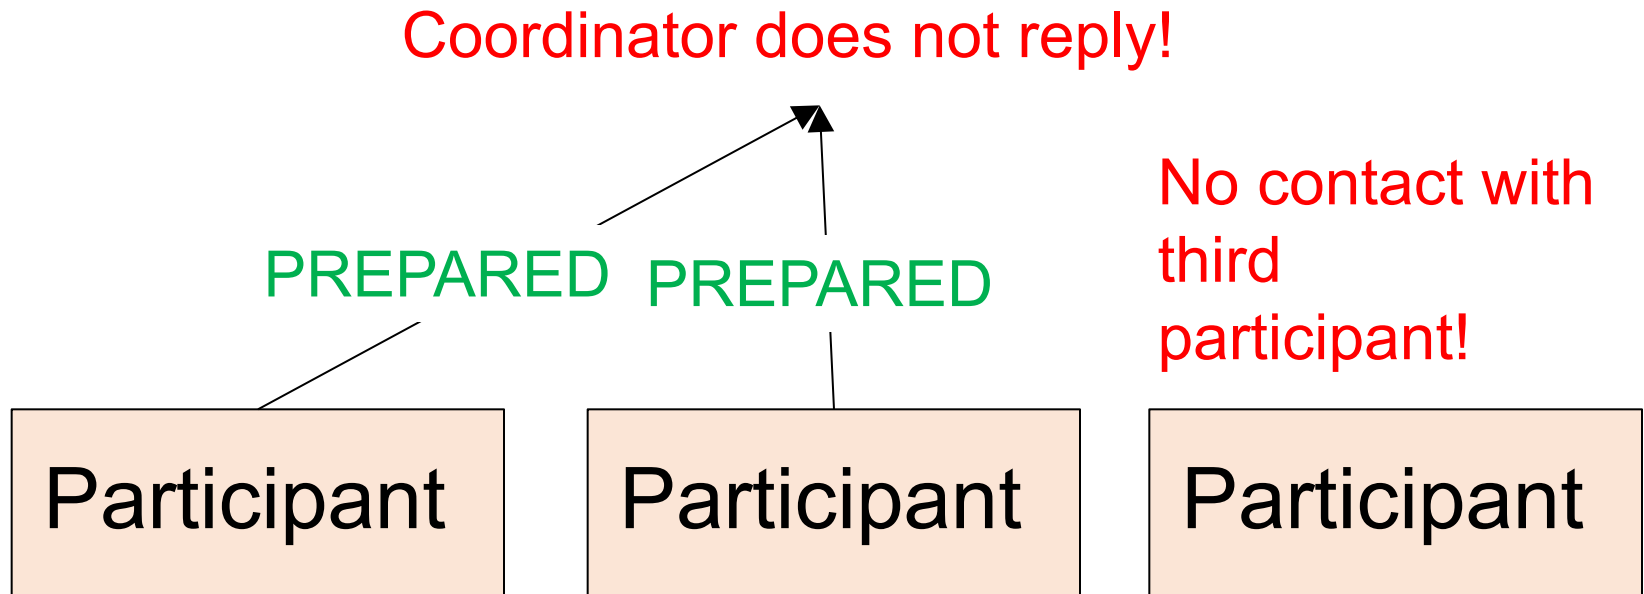 Coordinator does not reply!
No contact with
third
participant!
PREPARED
PREPARED
Participant
Participant
Participant